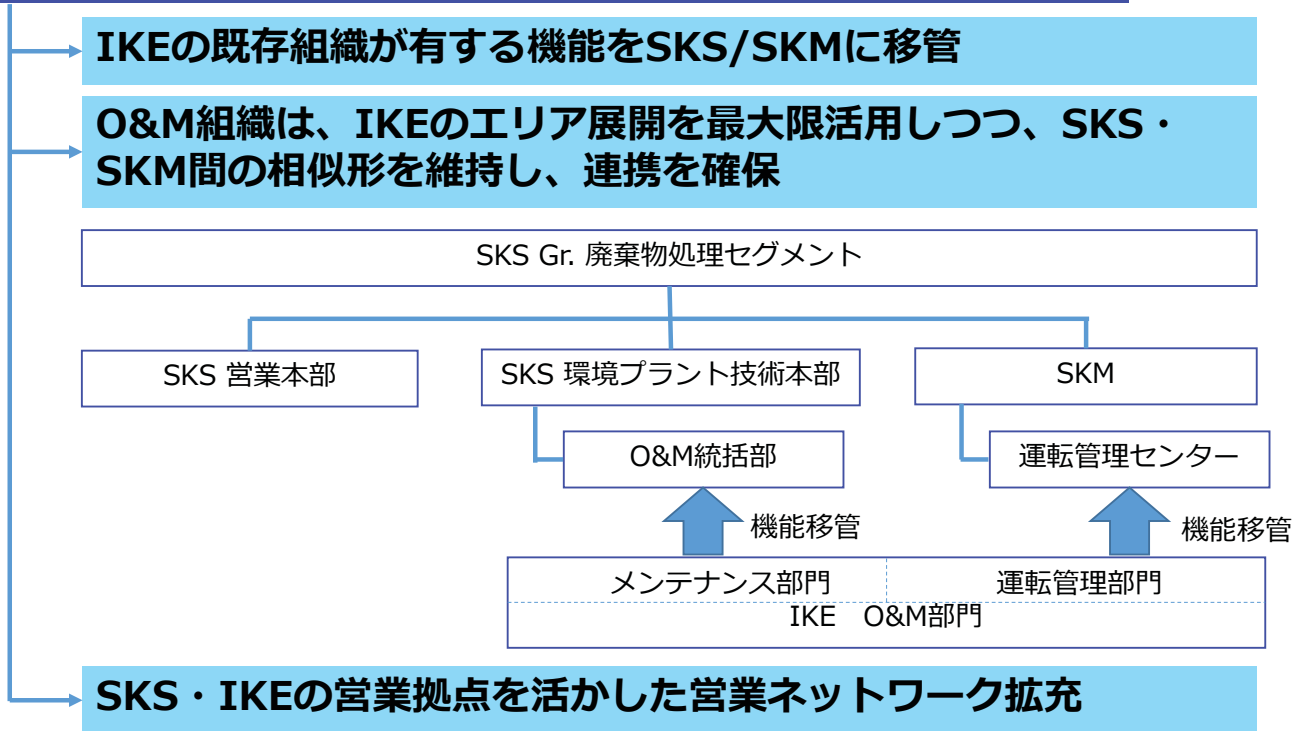 IKEの既存組織が有する機能をSKS/SKMに移管
O&M組織は、IKEのエリア展開を最大限活用しつつ、SKS・
SKM間の相似形を維持し、連携を確保
SKS Gr. 廃棄物処理セグメント
SKS 営業本部
SKS 環境プラント技術本部
SKM
O&M統括部
運転管理センター
機能移管
機能移管
メンテナンス部門
運転管理部門
IKE　O&M部門
SKS・IKEの営業拠点を活かした営業ネットワーク拡充